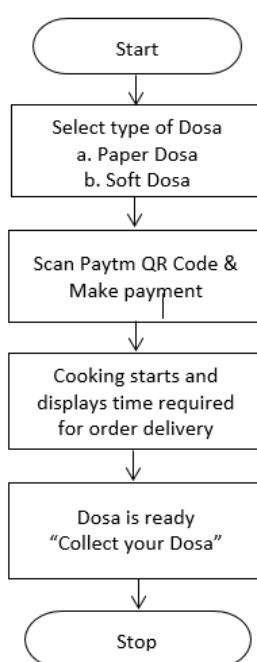 Start
Select type of Dosa
a. Paper Dosa
b. Soft Dosa
Scan Paytm QR Code &
Make payment
Cooking starts and
displays time required
for order delivery
Dosa is ready
“Collect your Dosa”
Stop